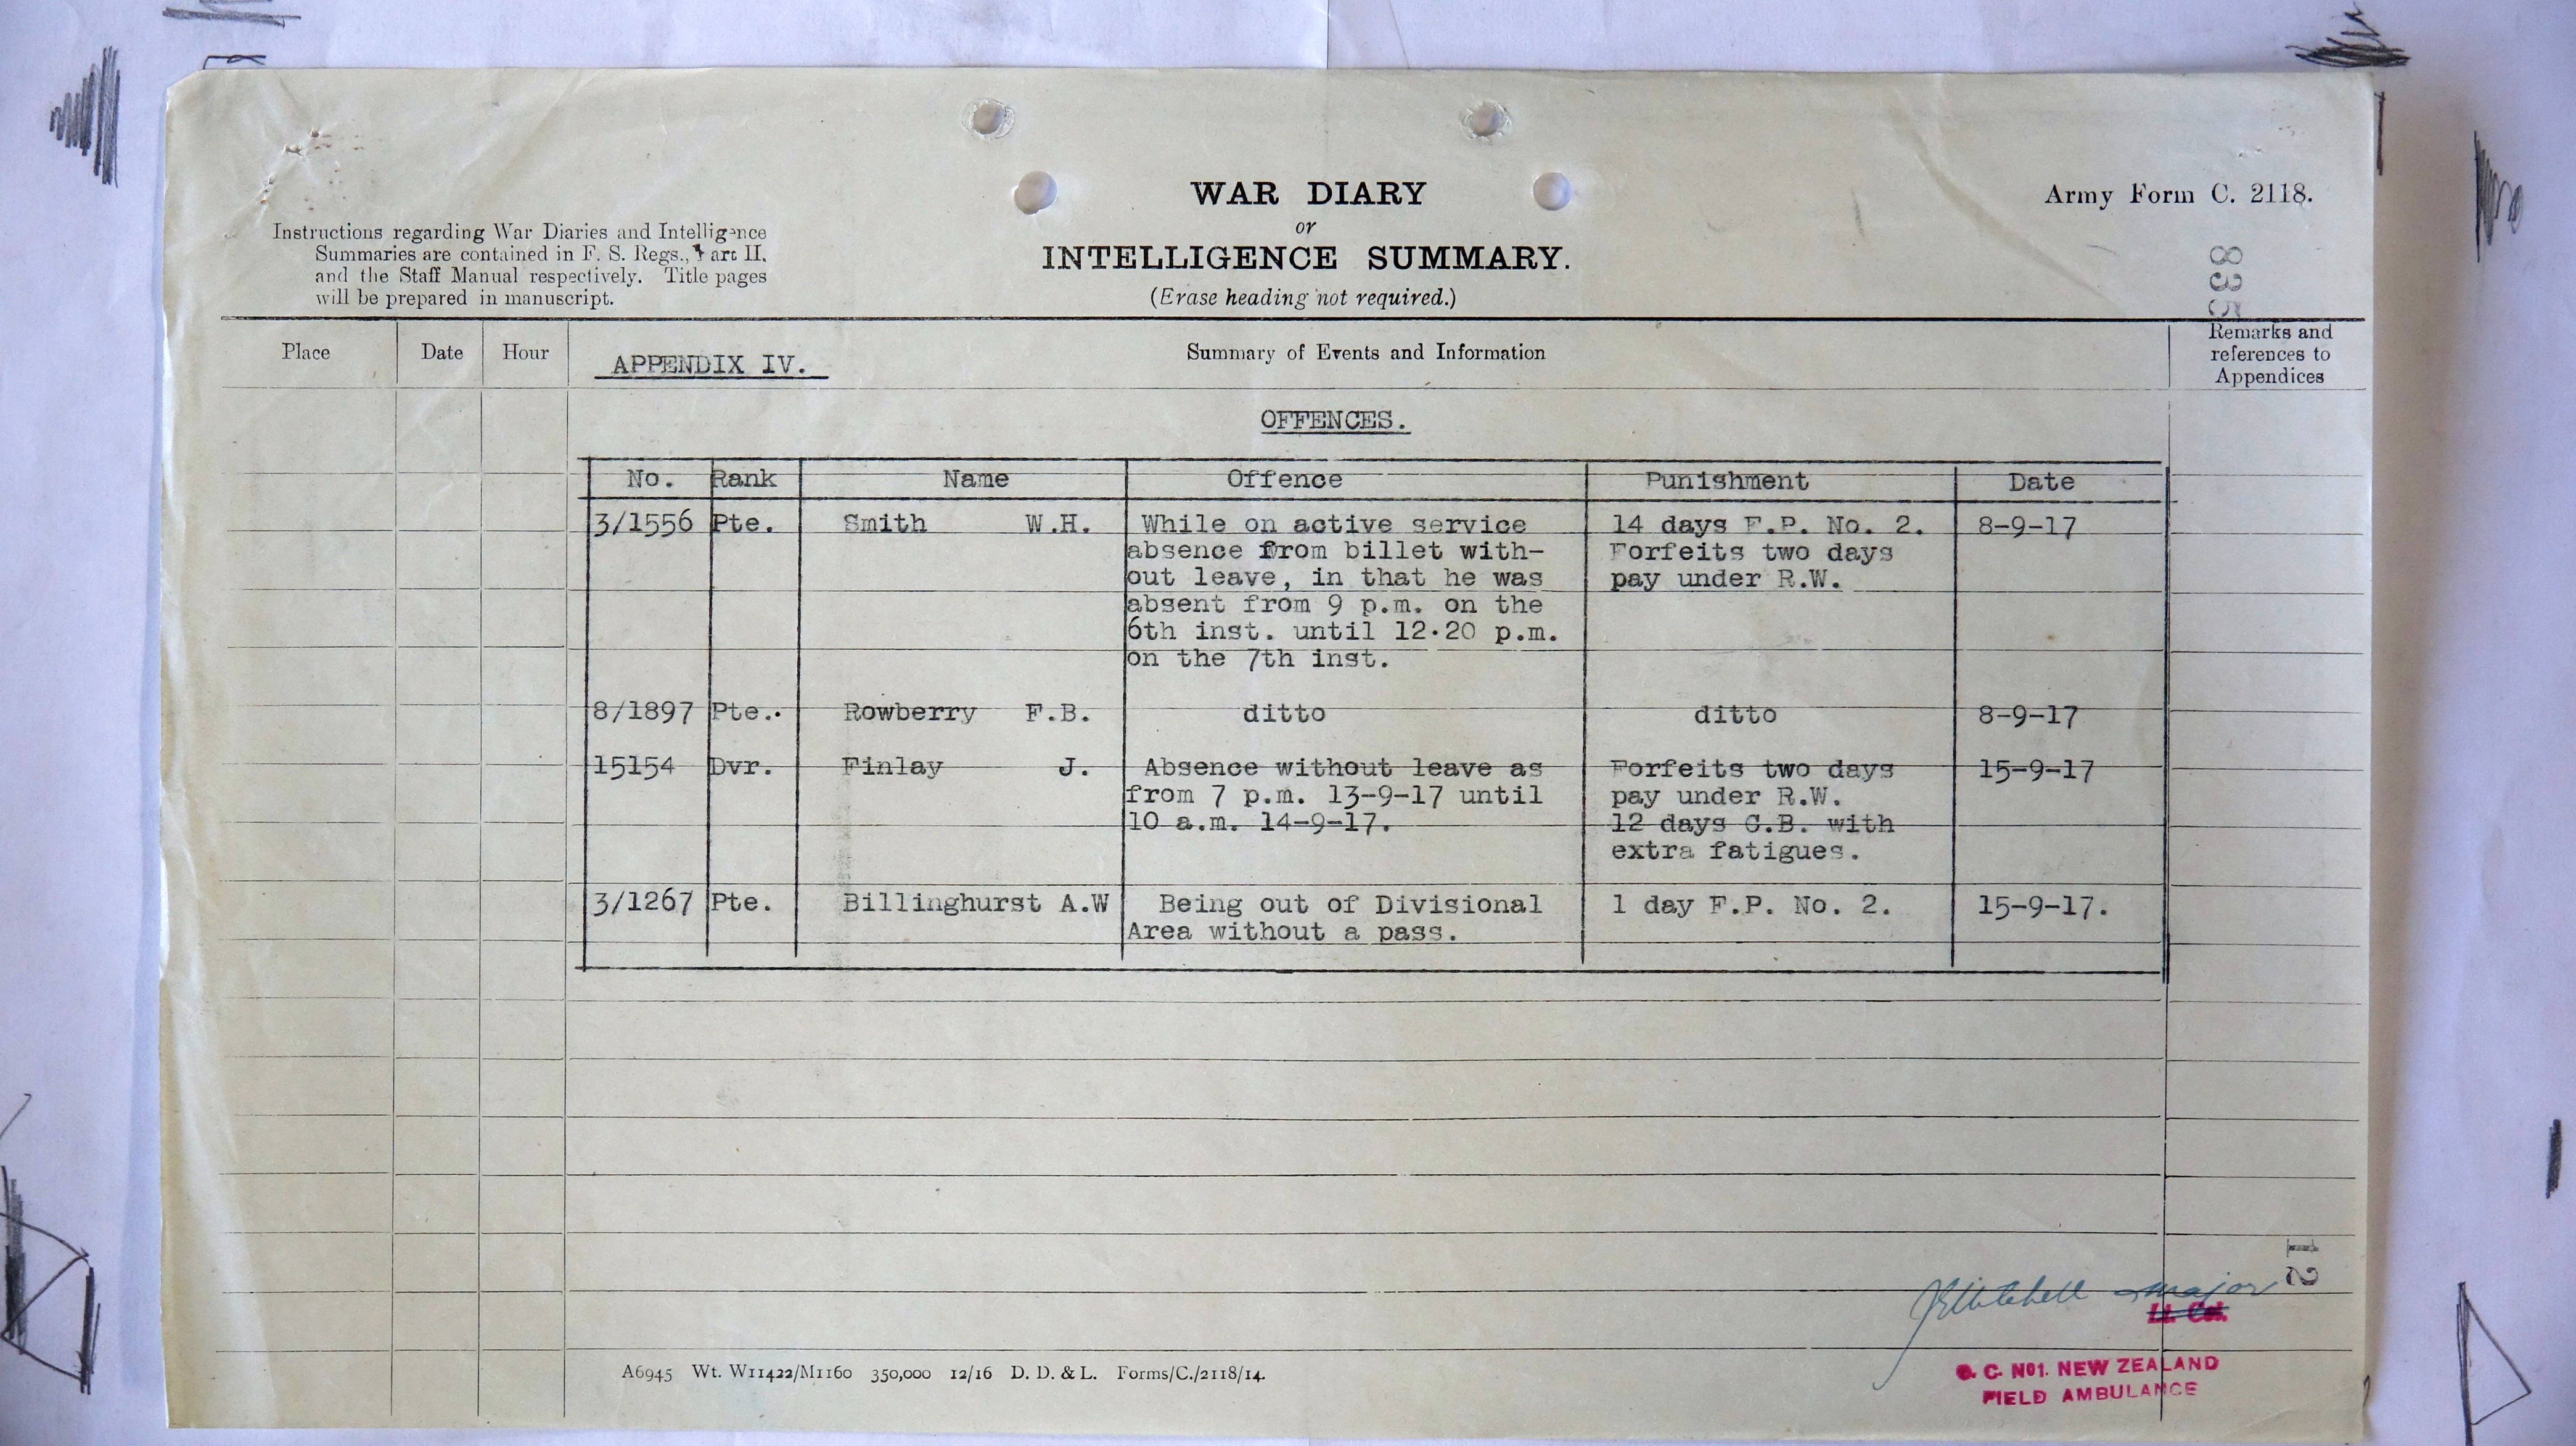 WAR DIARY
or
INTELLIGENCE SUMMARY.
(Erase heading not required.)
Army Form C. 2118.
Instructions regarding War Diaries and Intelligence
Summaries are contained in F. S. Regs., Part II.
and the Staff Manual respectively. Title pages
will be prepared in manuscript.
835
Place Date Hour Summary of Events and Information Remarks and
references to
Appendices
APPENDIX IV.
OFFENCES.
No. Rank Name Offence Punishment Date
3/1556 Pte. Smith W.H. While on active service 14 days F.P. No. 2. 8-9-17
absence from billet with- Forfeits two days
out leave, in that he was pay under R.W.
absent from 9 p.m. on the
6th inst. until 12·20 p.m.
on the 7th inst.
8/1897 Pte.. Rowberry F.B. ditto ditto 8-9-17
15154 Dvr. Finlay J. Absence without leave as Forfeits two days 15-9-17
from 7 p.m. 13-9-17 until pay under R.W.
10 a.m. 14-9-17. 12 days C.B. with
extra fatigues.
3/1267 Pte. Billinghurst A.W Being out of Divisional 1 day F.P. No. 2. 15-9-17.
Area without a pass.
12
Mitchell major
Lt. Col.
O. C. No1. NEW ZEALAND
FIELD AMBULANCE
A6945 Wt. W11422/M1160 350,000 12/16 D. D. & L. Forms/C./2118/14.